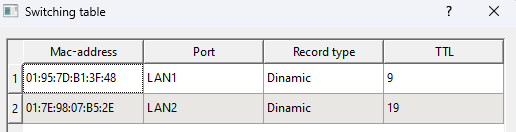 Switching table ? ×
Mac-address Port Record type TTL
1 01:95:7D:B1:3F:48 LAN1 Dinamic 9
2 01:7E:98:07:B5:2E LAN2 Dinamic 19